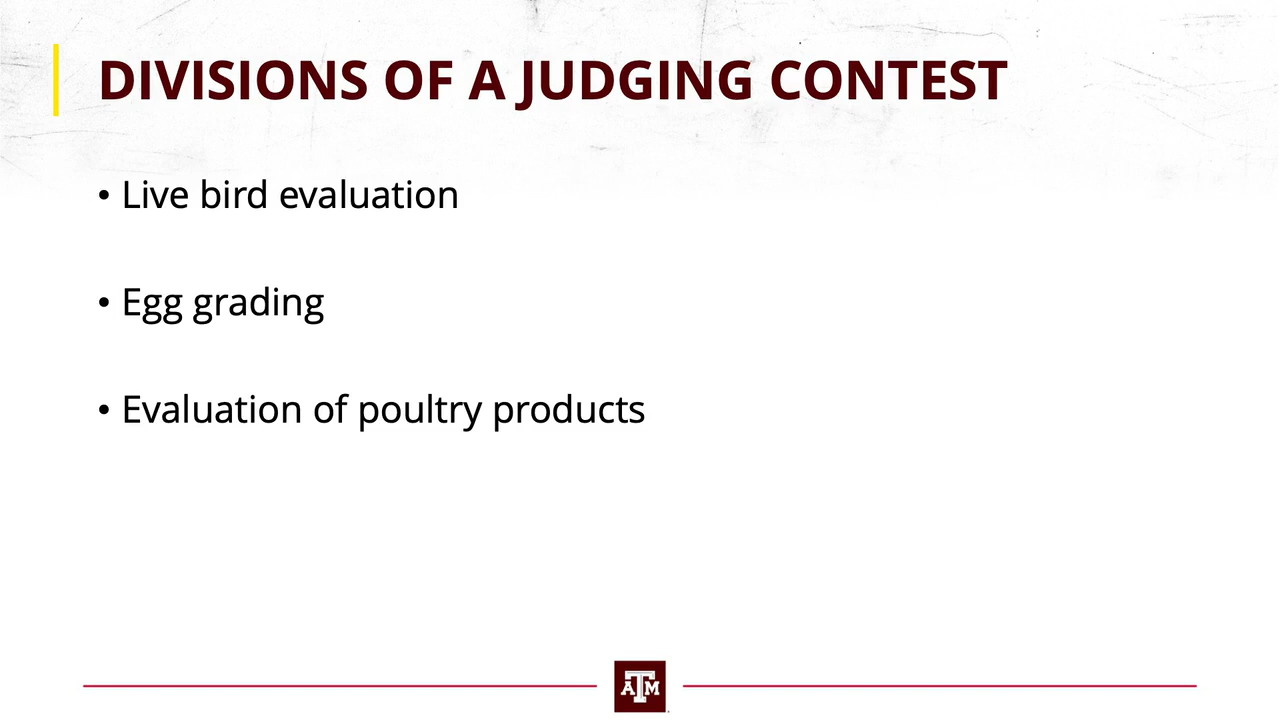 DIVISIONS OF A JUDGING CONTEST
• Live bird evaluation
• Egg grading
• Evaluation of poultry products
ATM